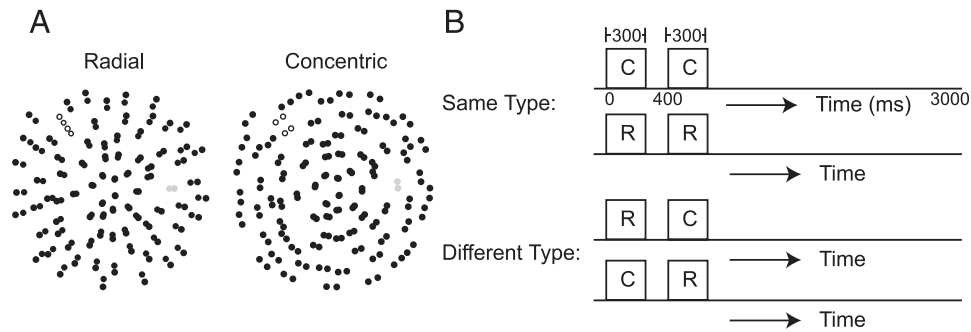 A
Radial
Concentric
B
300
300
C
C
0
400
Time (ms)
3000
Same Type:
R
R
Time
R
C
Time
Different Type:
C
R
Time